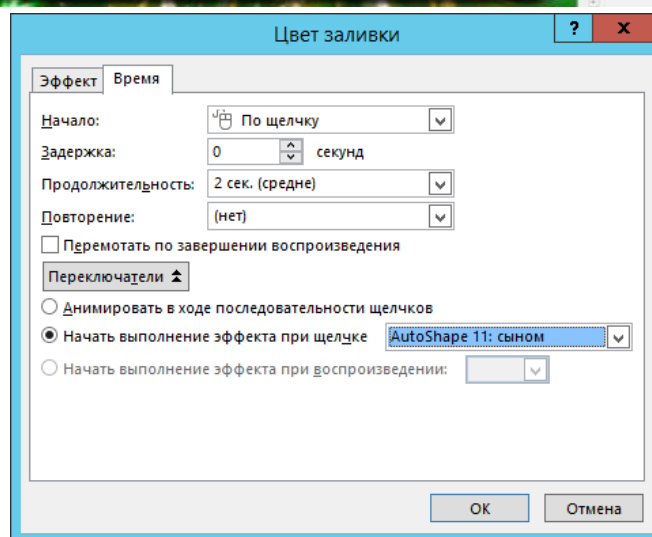 Цвет заливки
? x
Эффект Время
Начало: По щелчку
Задержка: 0 секунд
Продолжительность: 2 сек. (средне)
Повторение: (нет)
Перемотать по завершении воспроизведения
Переключатели
Анимировать в ходе последовательности щелчков
Начать выполнение эффекта при щелчке AutoShape 11: сыном
Начать выполнение эффекта при воспроизведении:
ОК Отмена